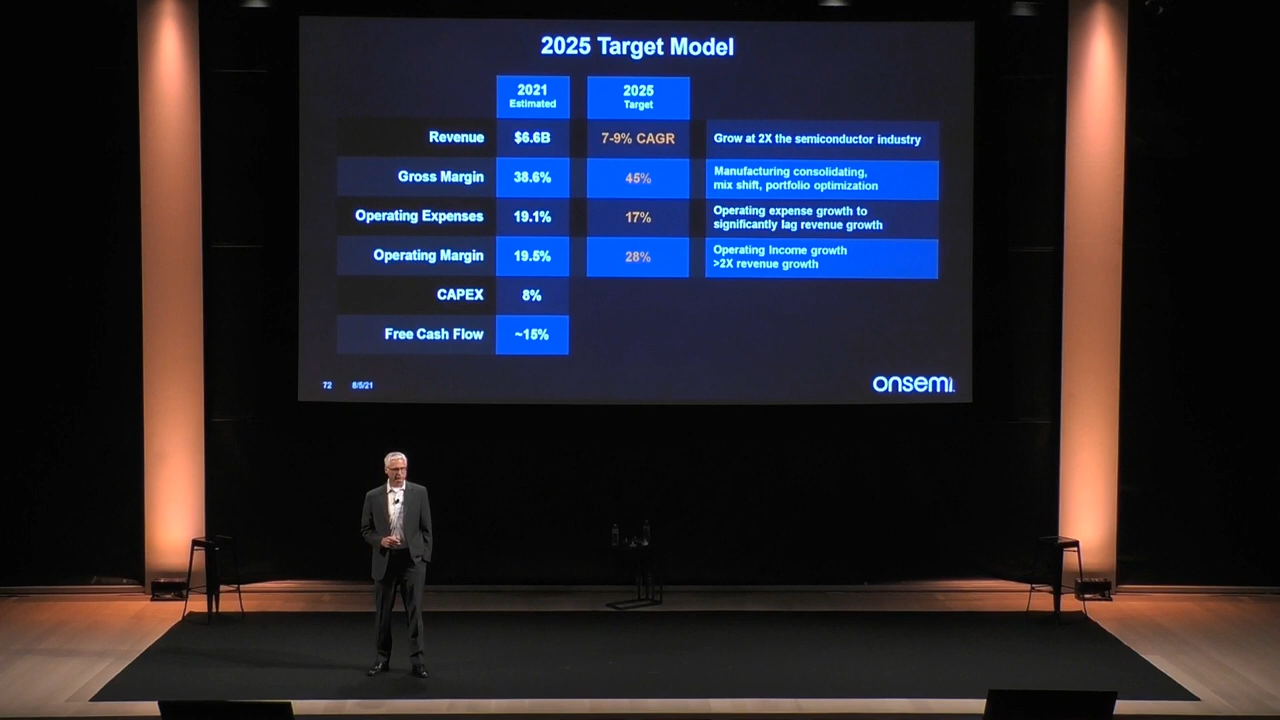 2025 Target Model
2021
Estimated
2025
Target
Revenue
$6.6B
7-9% CAGR
Grow at 2X the semiconductor industry
Gross Margin
38.6%
45%
Manufacturing consolidating,
mix shift, portfolio optimization
Operating Expenses
19.1%
17%
Operating expense growth to
significantly lag revenue growth
Operating Margin
19.5%
28%
Operating Income growth
>2X revenue growth
CAPEX
8%
Free Cash Flow
~15%
72
8/5/21
onsemi